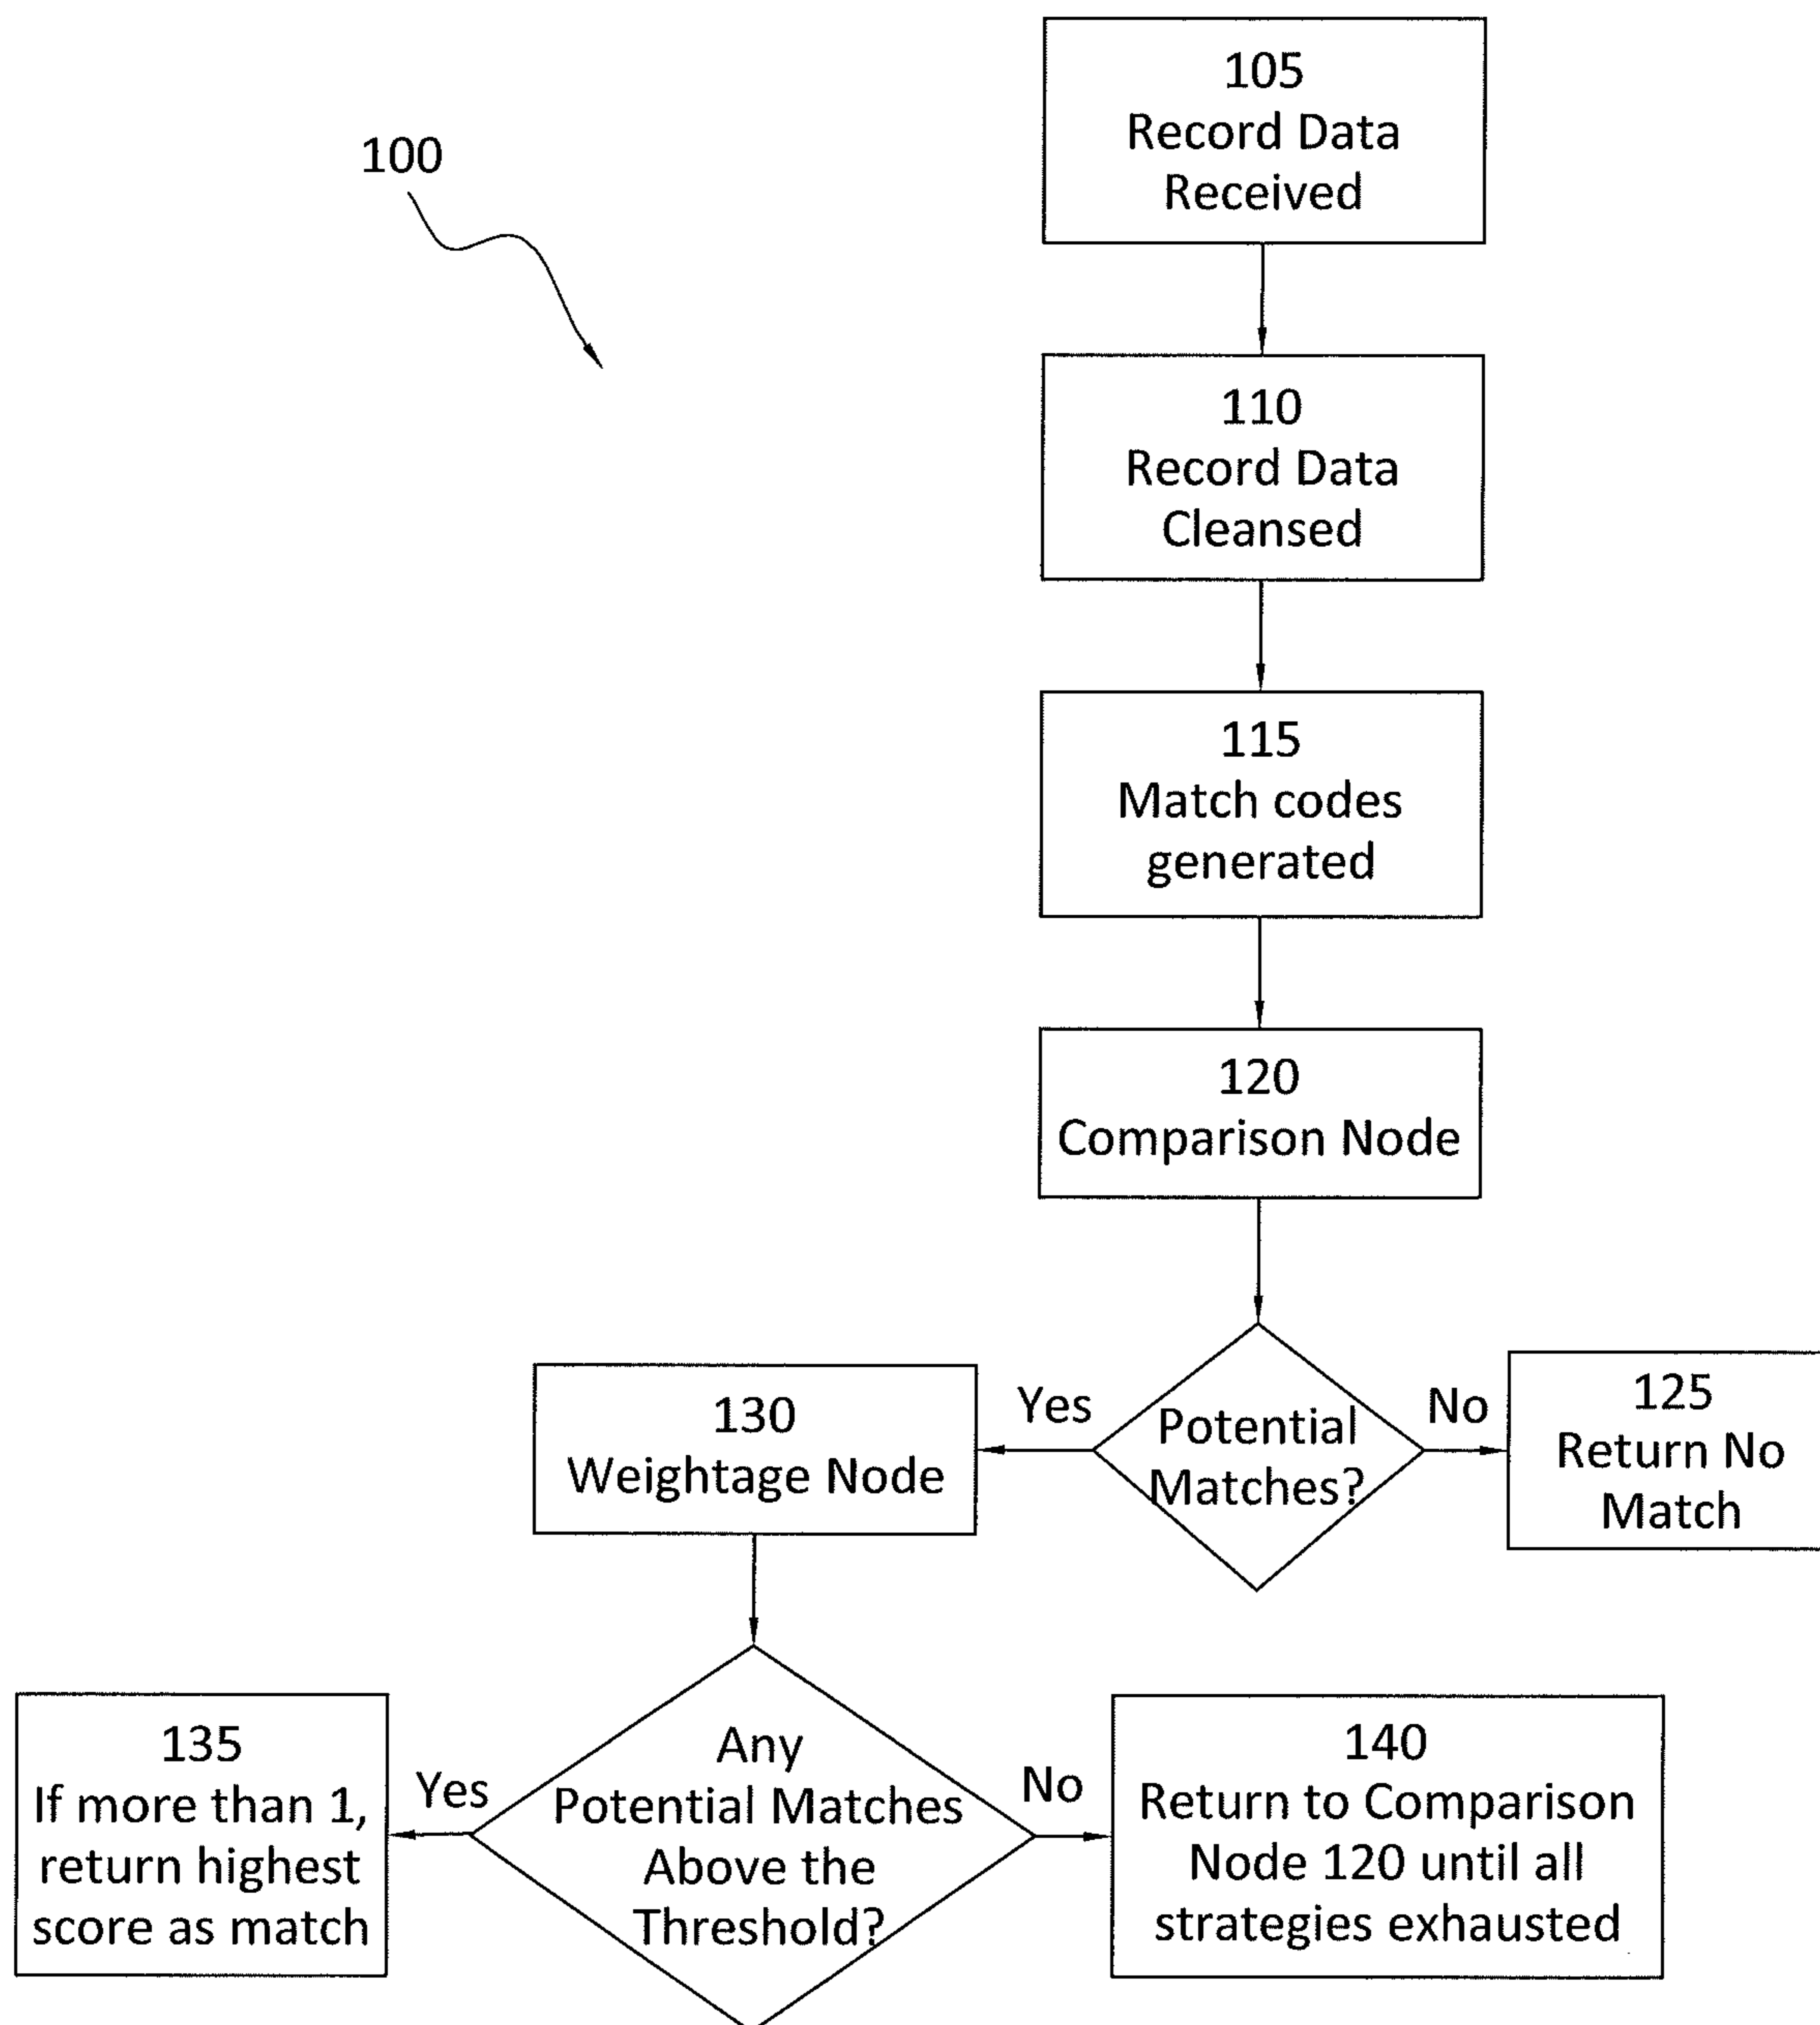 105
Record Data
Received
100
110
Record Data
Cleansed
115
Match codes
generated
120
Comparison Node
Potential
Matches?
Yes
No
125
Return No
Match
130
Weightage Node
Any
Potential Matches
Above the
Threshold?
Yes
No
135
If more than 1,
return highest
score as match
140
Return to Comparison
Node 120 until all
strategies exhausted